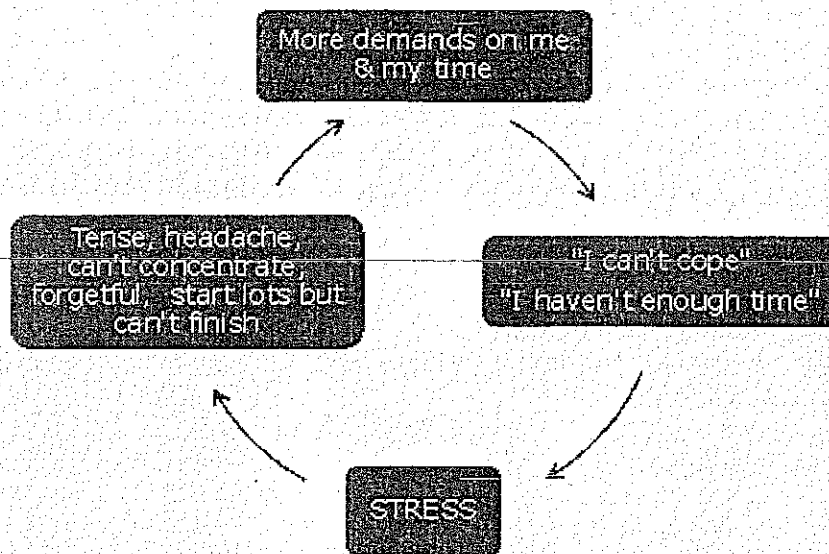 More demands on me
& my time
Tense, headache,
can't concentrate,
forgetful, start lots but
can't finish
"I can't cope"
"I haven't enough time"
STRESS